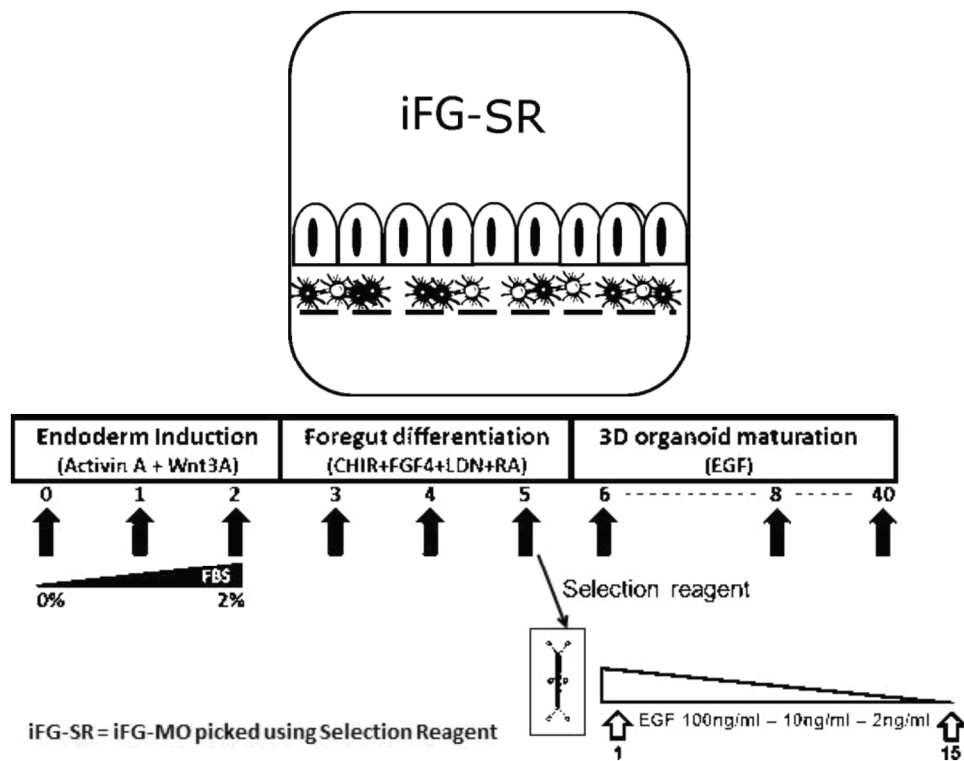 iFG-SR
Endoderm Induction
(Activin A + Wnt3A)
Foregut differentiation
(CHIR+FGF4+LDN+RA)
3D organoid maturation
(EGF)
0 1 2 3 4 5 6 8 40
FBS
0% 2%
Selection reagent
EGF 100ng/ml – 10ng/ml – 2ng/ml
1 15
iFG-SR = iFG-MO picked using Selection Reagent